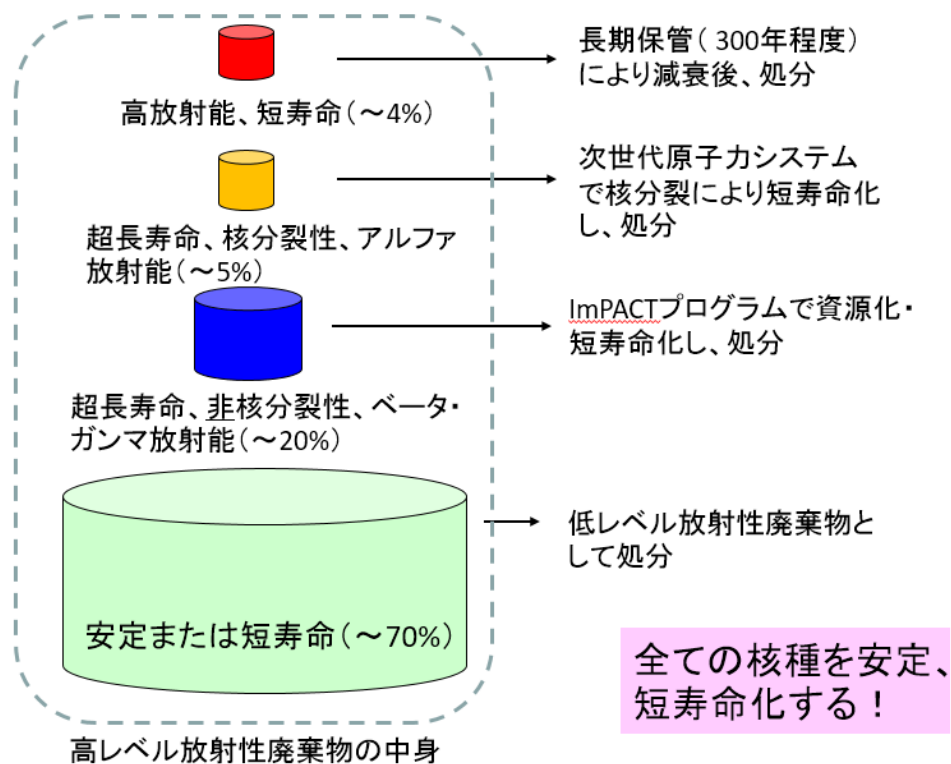 長期保管(300年程度)
により減衰後、処分
高放射能、短寿命(~4%)
次世代原子力システム
で核分裂により短寿命化
し、処分
超長寿命、核分裂性、アルファ
放射能(~5%)
ImPACTプログラムで資源化・
短寿命化し、処分
超長寿命、非核分裂性、ベータ・
ガンマ放射能(~20%)
低レベル放射性廃棄物と
して処分
安定または短寿命(~70%)
全ての核種を安定、
短寿命化する!
高レベル放射性廃棄物の中身